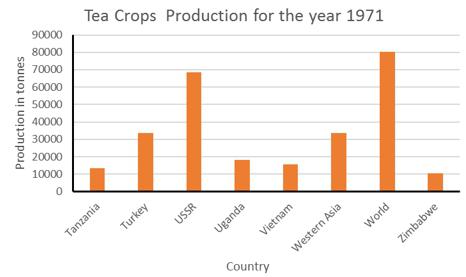 Tea Crops Production for the year 1971
Production in tonnes
90000
80000
70000
60000
50000
40000
30000
20000
10000
0
Tanzania
Turkey
USSR
Uganda
Vietnam
Western Asia
World
Zimbabwe
Country